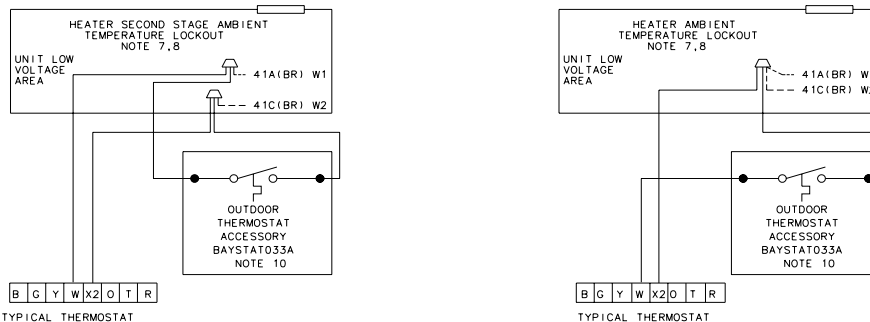 HEATER SECOND STAGE AMBIENT
TEMPERATURE LOCKOUT
NOTE 7,8
UNIT LOW
VOLTAGE
AREA
41A(BR) W1
41C(BR) W2
OUTDOOR
THERMOSTAT
ACCESSORY
BAYSTAT033A
NOTE 10
B G Y W X2 O T R
TYPICAL THERMOSTAT
HEATER AMBIENT
TEMPERATURE LOCKOUT
NOTE 7,8
UNIT LOW
VOLTAGE
AREA
41A(BR) W
41C(BR) W
OUTDOOR
THERMOSTAT
ACCESSORY
BAYSTAT033A
NOTE 10
B G Y W X2 O T R
TYPICAL THERMOSTAT